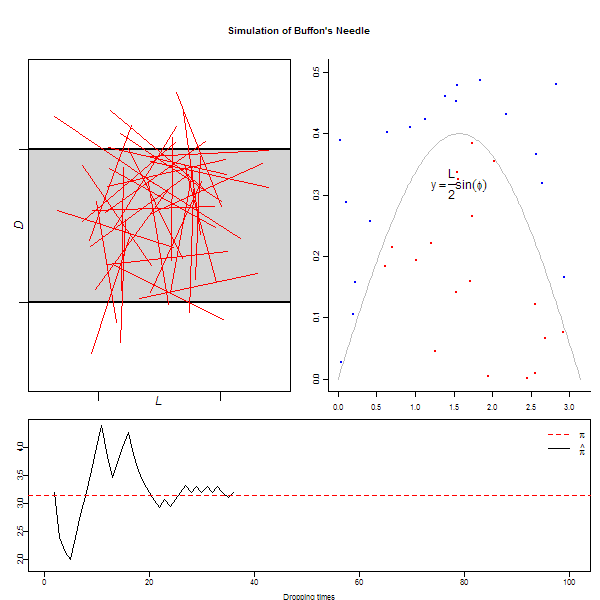 Simulation of Buffon's Needle
D
L
0.5
0.4
0.3
0.2
0.1
0.0
y = L/2 sin(ϕ)
0.0 0.5 1.0 1.5 2.0 2.5 3.0
4.0
3.5
3.0
2.5
2.0
π
π̂
0 20 40 60 80 100
Dropping times